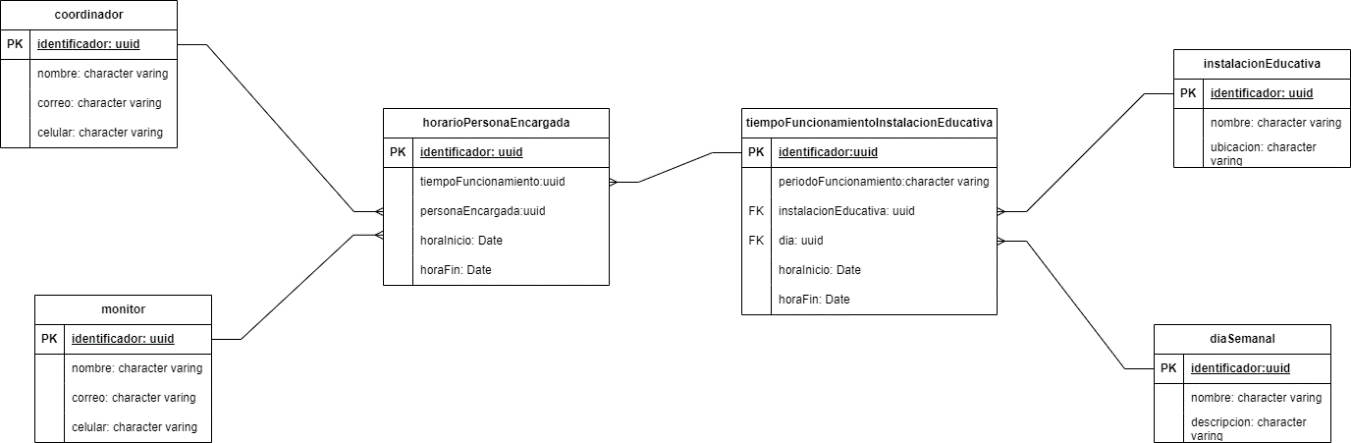 coordinador
PK identificador: uuid
nombre: character varing
correo: character varing
celular: character varing
monitor
PK identificador: uuid
nombre: character varing
correo: character varing
celular: character varing
horarioPersonaEncargada
PK identificador: uuid
tiempoFuncionamiento:uuid
personaEncargada:uuid
horaInicio: Date
horaFin: Date
tiempoFuncionamientoInstalacionEducativa
PK identificador:uuid
periodoFuncionamiento:character varing
FK instalacionEducativa: uuid
FK dia: uuid
horaInicio: Date
horaFin: Date
instalacionEducativa
PK identificador: uuid
nombre: character varing
ubicacion: character
varing
diaSemanal
PK identificador:uuid
nombre: character varing
descripcion: character
varing